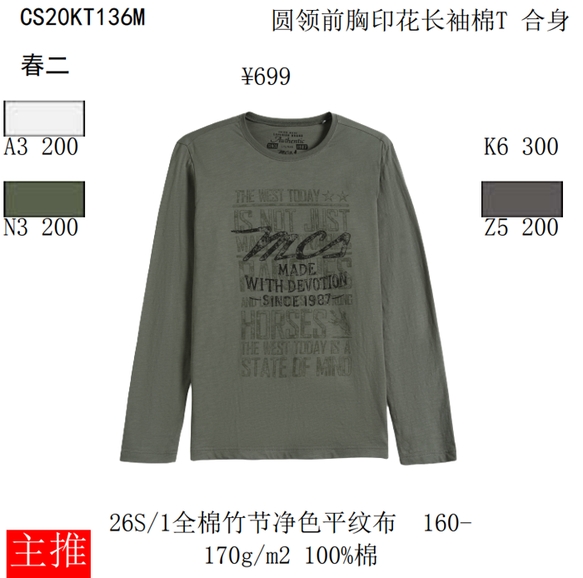 CS20KT136M
圆领前胸印花长袖棉T 合身
春二
¥699
A3 200
K6 300
N3 200
Z5 200
Authentic
THE WEST TODAY
IS NOT JUST
mcs
MADE
WITH DEVOTION
SINCE 1987
HORSES
THE WEST TODAY IS A
STATE OF MIND
26S/1全棉竹节净色平纹布 160-
170g/m2 100%棉
主推